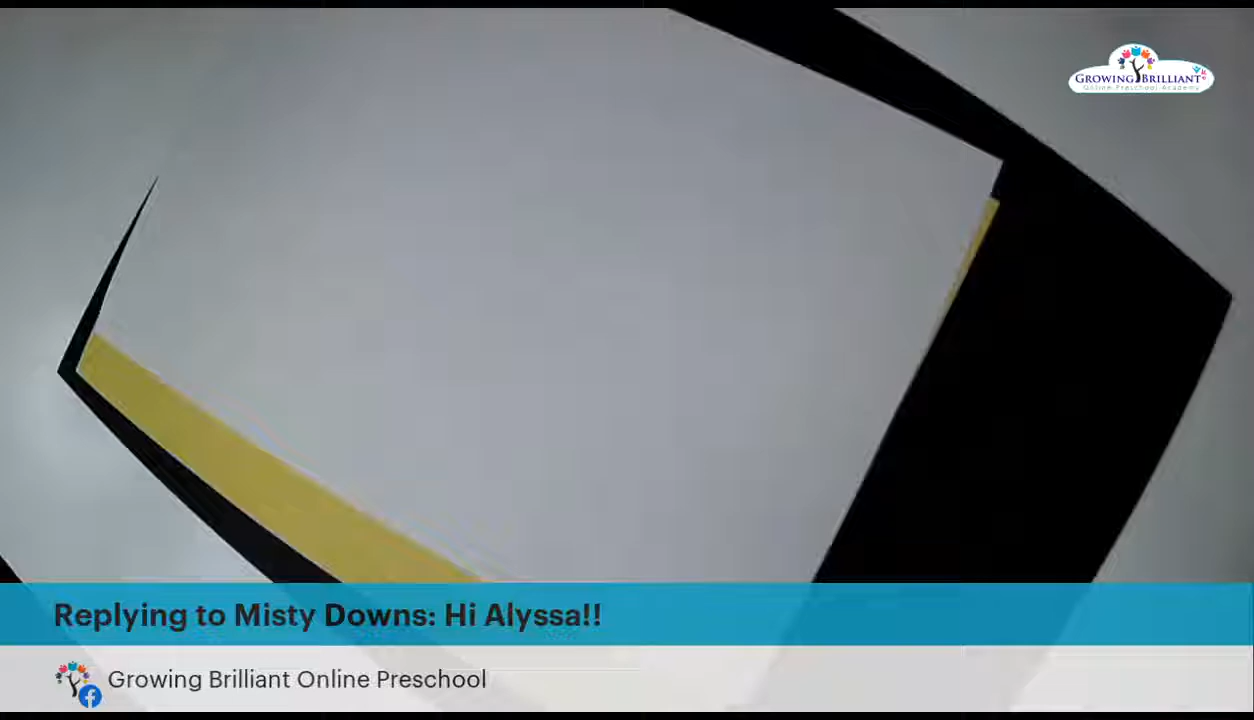 GROWING BRILLIANT
Online Preschool Academy
Replying to Misty Downs: Hi Alyssa!!
Growing Brilliant Online Preschool